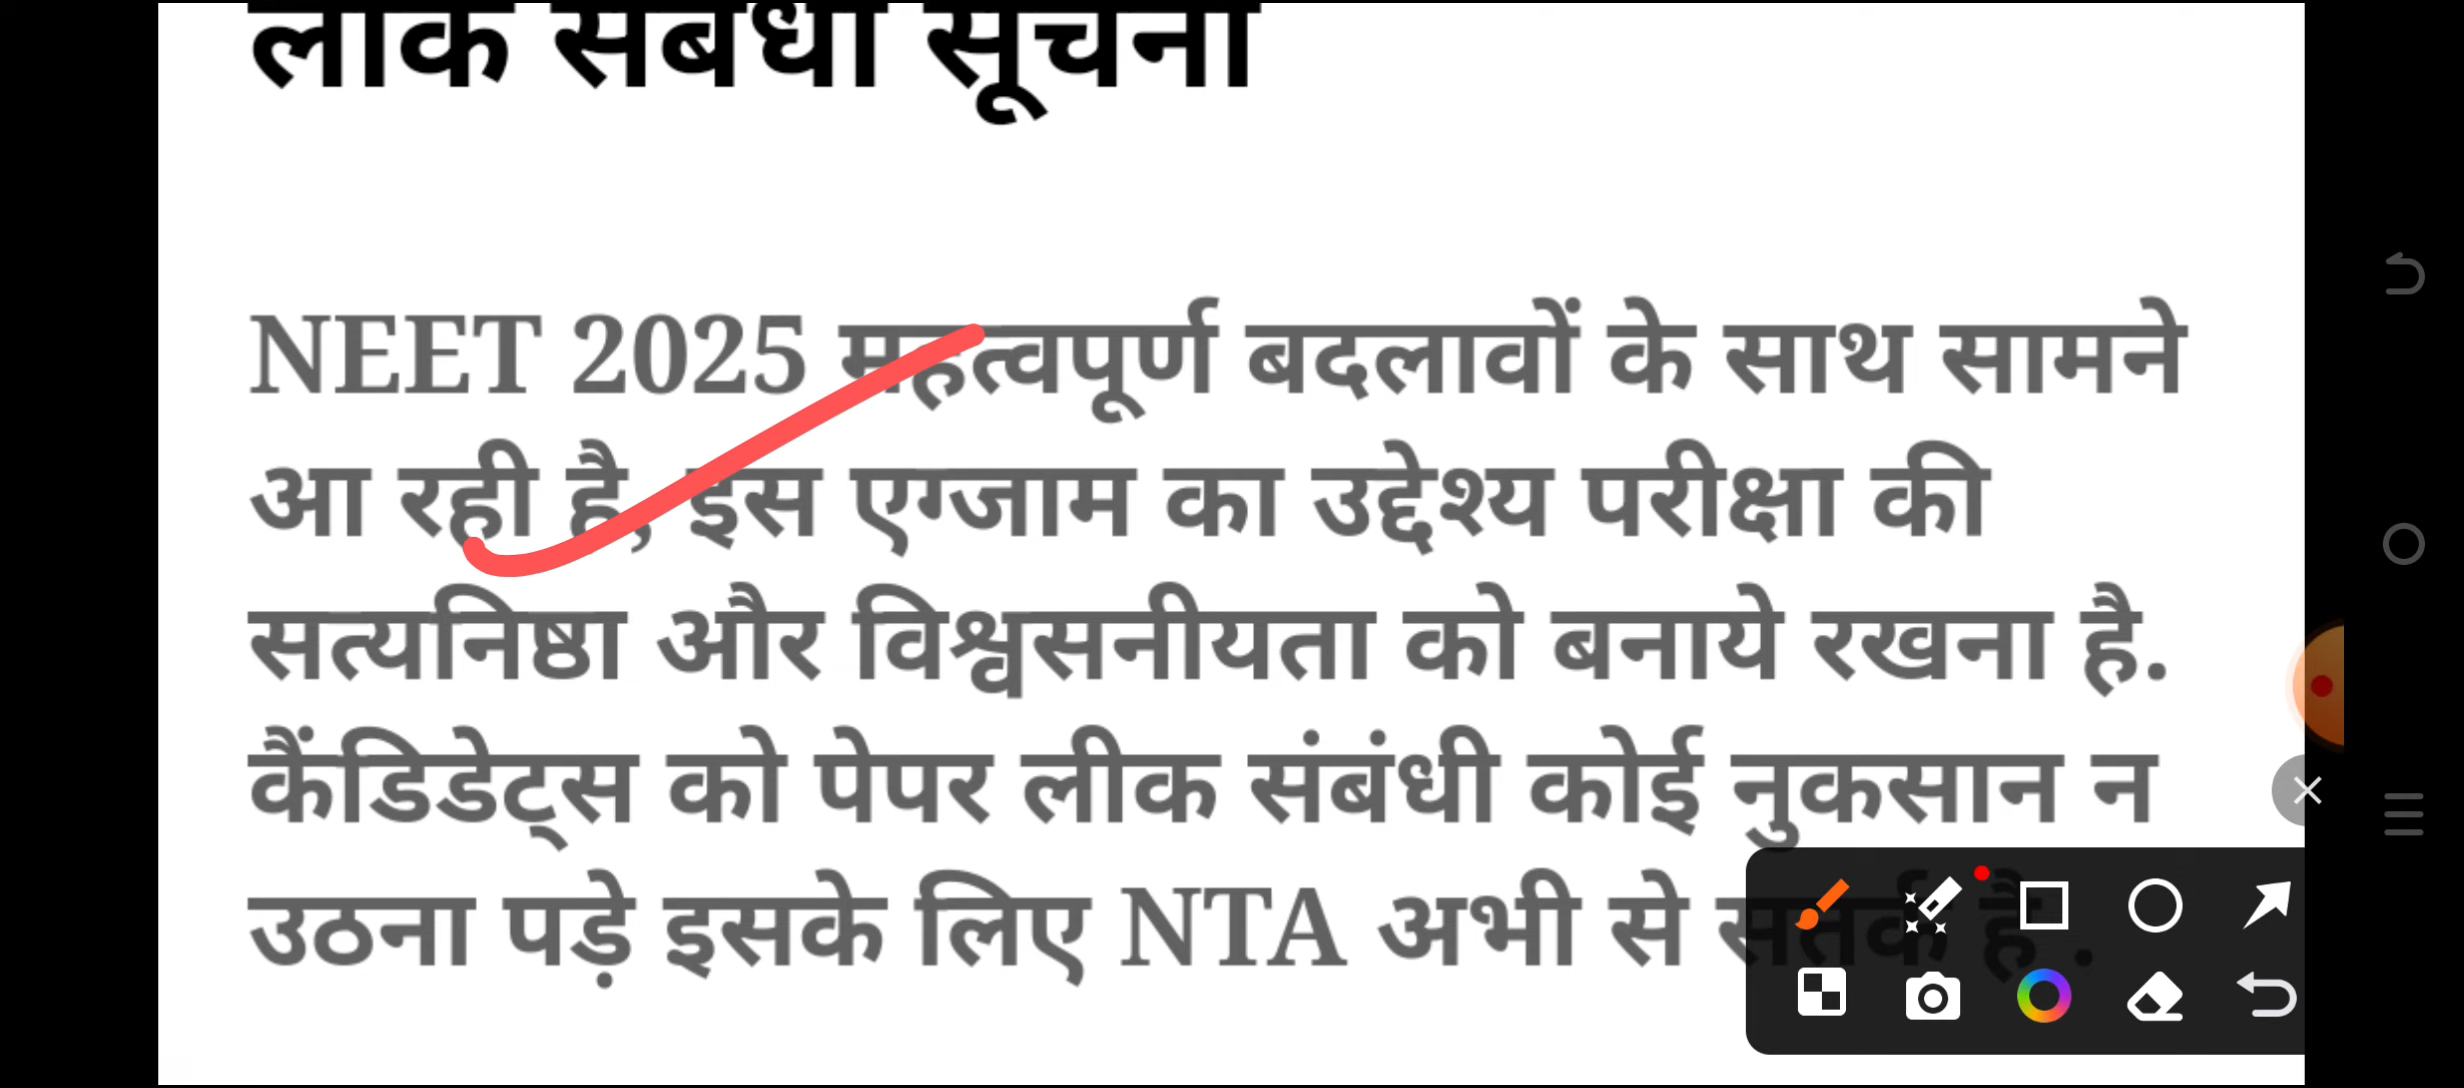 लीक संबंधी सूचना
NEET 2025 महत्वपूर्ण बदलावों के साथ सामने
आ रही है, इस एग्जाम का उद्देश्य परीक्षा की
सत्यनिष्ठा और विश्वसनीयता को बनाये रखना है.
कैंडिडेट्स को पेपर लीक संबंधी कोई नुकसान न
उठना पड़े इसके लिए NTA अभी से सतर्क है .